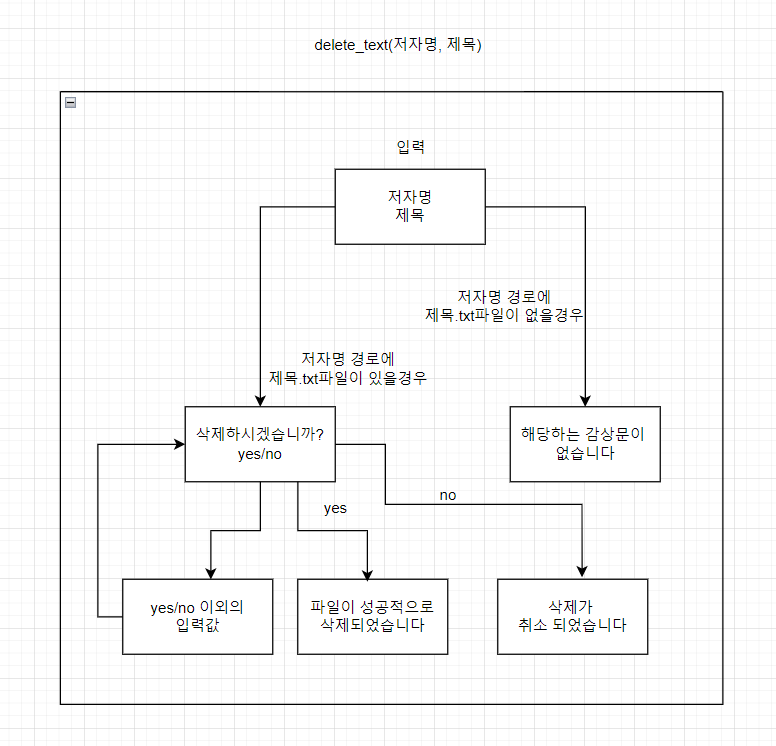 delete_text(저자명, 제목)
입력
저자명
제목
저자명 경로에
제목.txt파일이 없을경우
저자명 경로에
제목.txt파일이 있을경우
삭제하시겠습니까?
yes/no
해당하는 감상문이
없습니다
yes
no
yes/no 이외의
입력값
파일이 성공적으로
삭제되었습니다
삭제가
취소 되었습니다